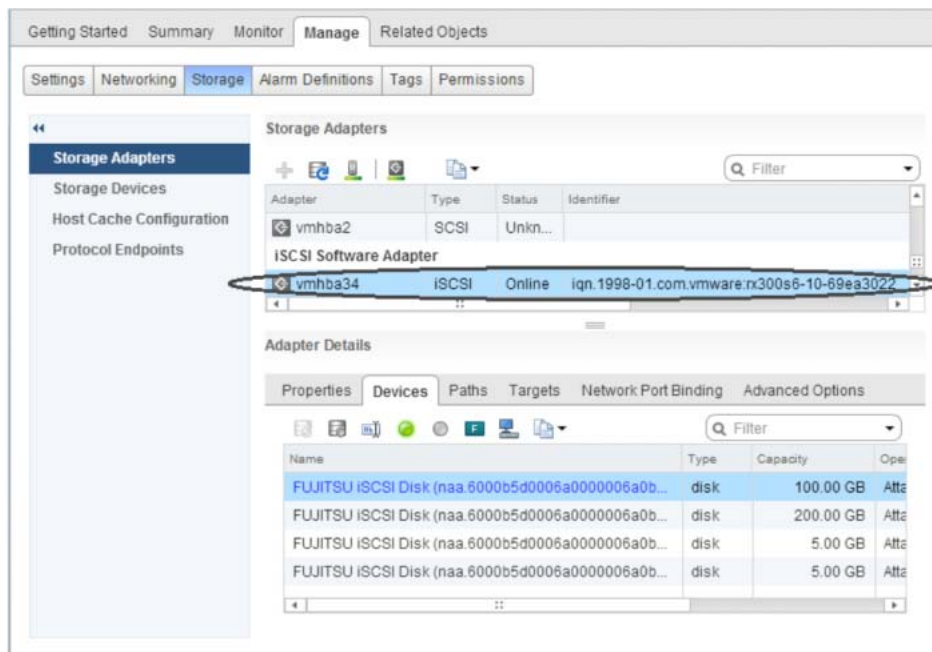 Getting Started Summary Monitor Manage Related Objects
Settings Networking Storage Alarm Definitions Tags Permissions
Storage Adapters
Storage Devices
Host Cache Configuration
Protocol Endpoints
Storage Adapters
Filter
Adapter Type Status Identifier
vmhba2 SCSI Unkn...
iSCSI Software Adapter
vmhba34 iSCSI Online iqn.1998-01.com.vmware:rx300s6-10-69ea3022
Adapter Details
Properties Devices Paths Targets Network Port Binding Advanced Options
F
Filter
Name Type Capacity Ope
FUJITSU iSCSI Disk (naa.6000b5d0006a0000006a0b... disk 100.00 GB Atta
FUJITSU iSCSI Disk (naa.6000b5d0006a0000006a0b... disk 200.00 GB Atta
FUJITSU iSCSI Disk (naa.6000b5d0006a0000006a0b... disk 5.00 GB Atta
FUJITSU iSCSI Disk (naa.6000b5d0006a0000006a0b... disk 5.00 GB Atta